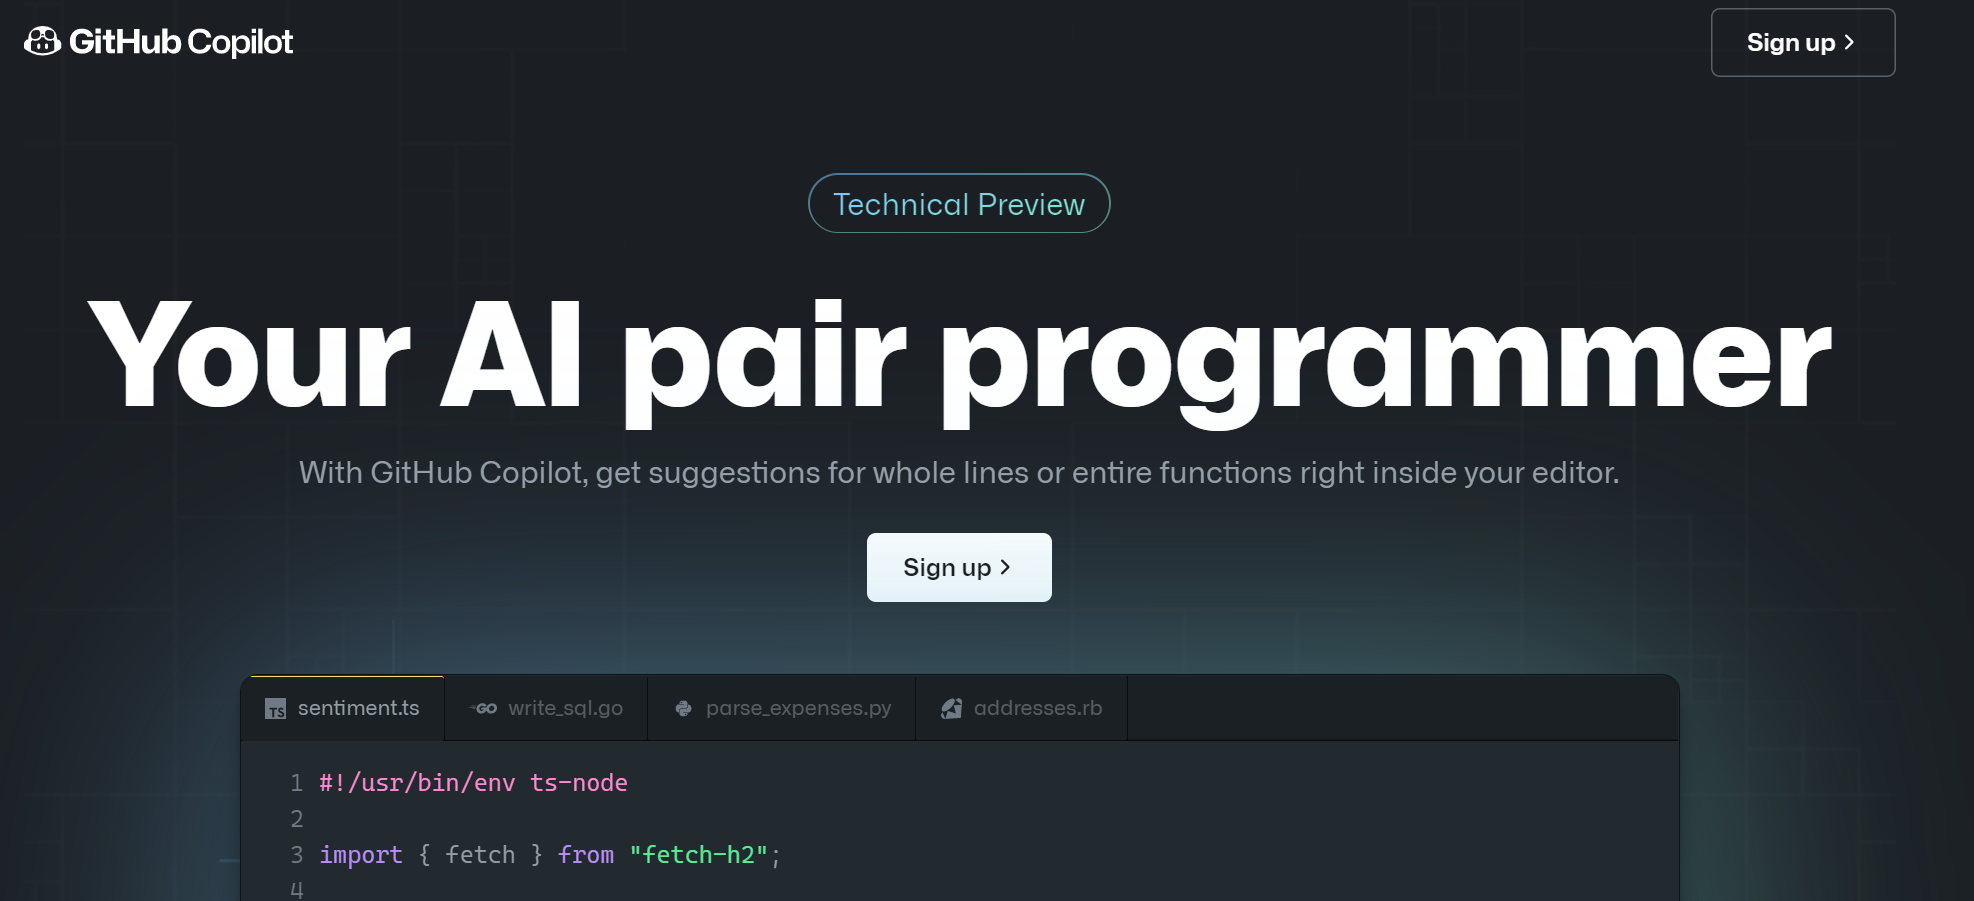 GitHub Copilot
Sign up
Technical Preview
Your AI pair programmer
With GitHub Copilot, get suggestions for whole lines or entire functions right inside your editor.
Sign up
TS sentiment.ts GO write_sql.go parse_expenses.py addresses.rb
1 #!/usr/bin/env ts-node
2
3 import { fetch } from "fetch-h2";
4